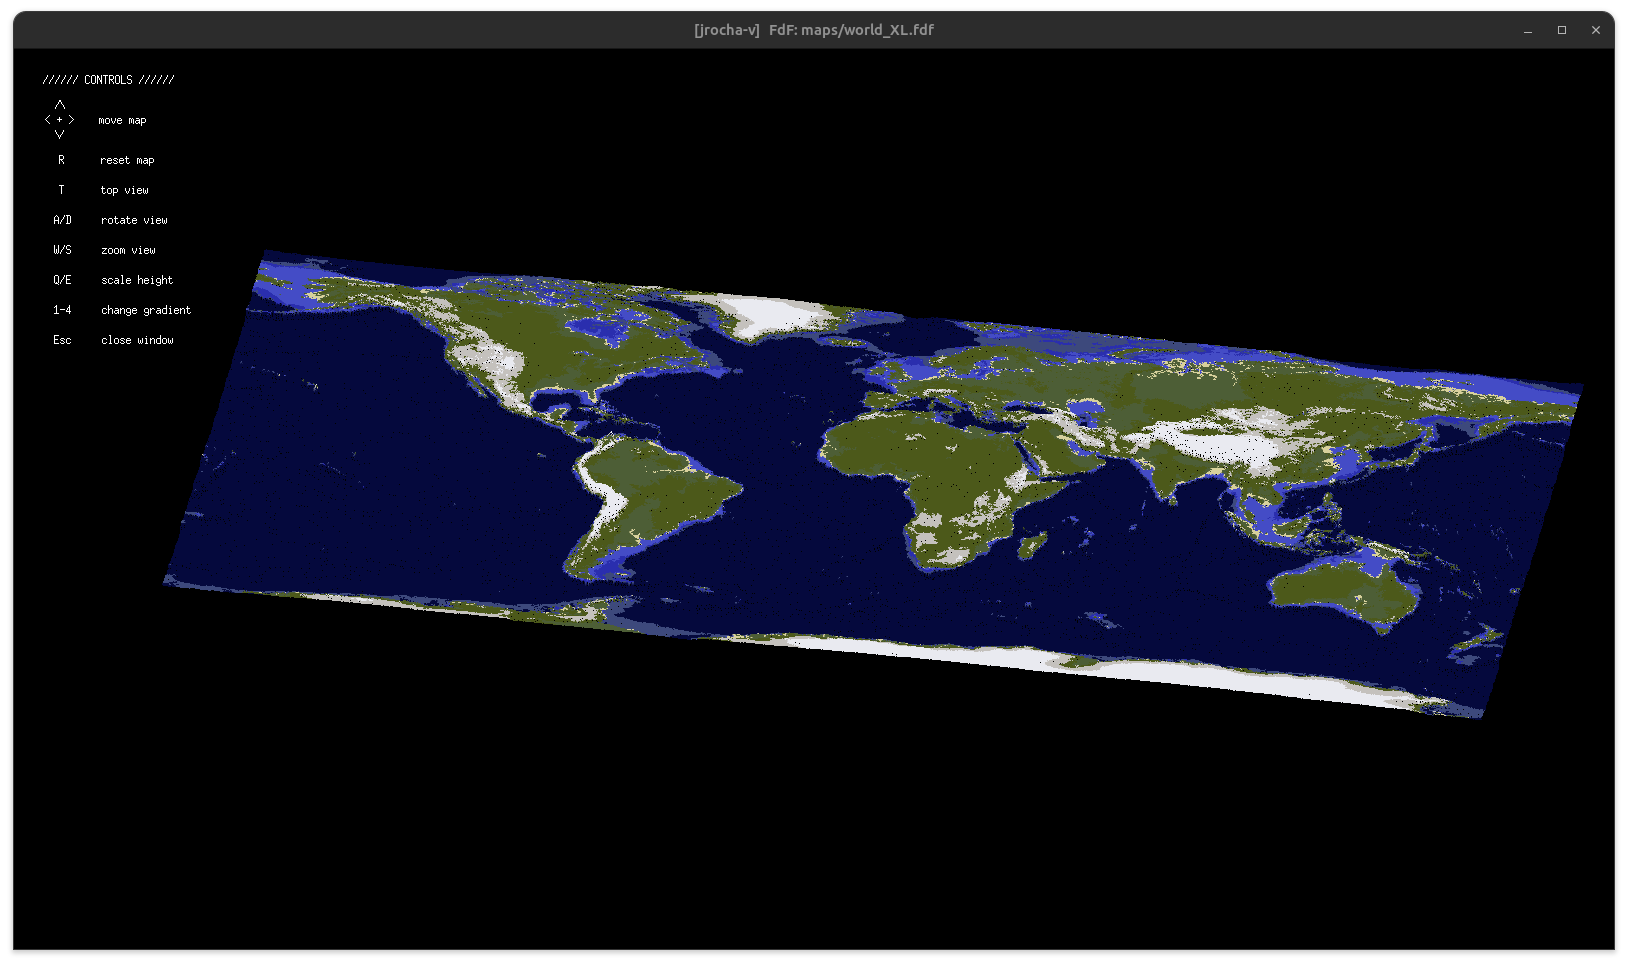 [jrocha-v] FdF: maps/world_XL.fdf
////// CONTROLS //////
< + > move map
R reset map
T top view
A/D rotate view
W/S zoom view
Q/E scale height
1-4 change gradient
Esc close window